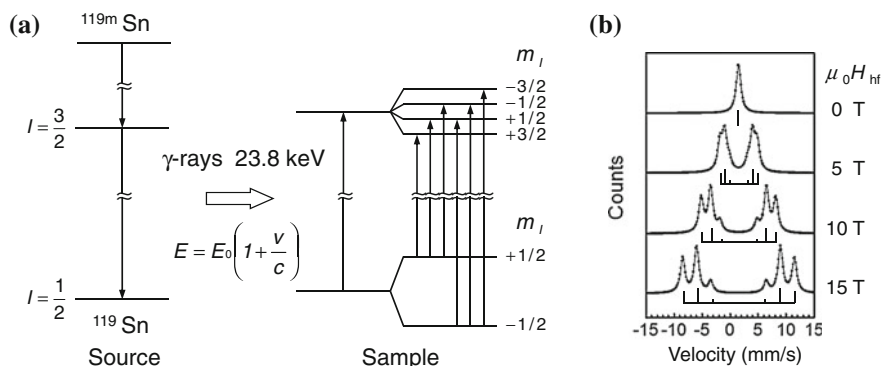 (a)
119m Sn
I = 3/2
I = 1/2
119 Sn
Source
γ-rays 23.8 keV
E = E0(1 + v/c)
m I
−3/2
−1/2
+1/2
+3/2
m I
+1/2
−1/2
Sample
(b)
μ0Hhf
0 T
5 T
10 T
15 T
Counts
-15 -10 -5 0 5 10 15
Velocity (mm/s)